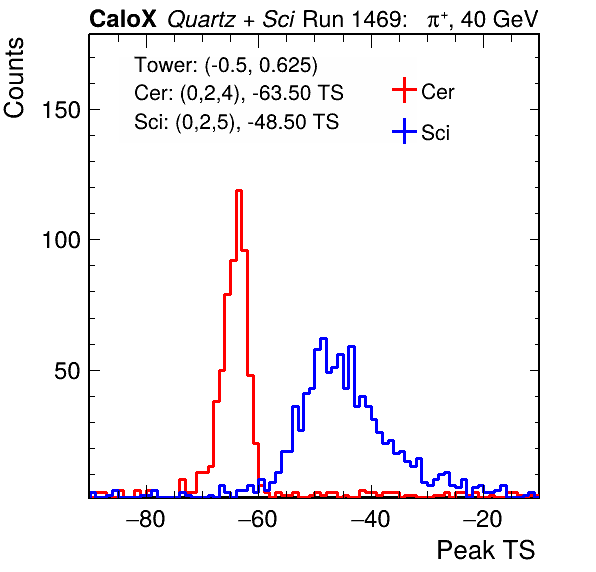 CaloX Quartz + Sci Run 1469: π⁺, 40 GeV
Counts
Tower: (-0.5, 0.625)
Cer: (0,2,4), -63.50 TS
Sci: (0,2,5), -48.50 TS
Cer
Sci
150
100
50
−80 −60 −40 −20
Peak TS